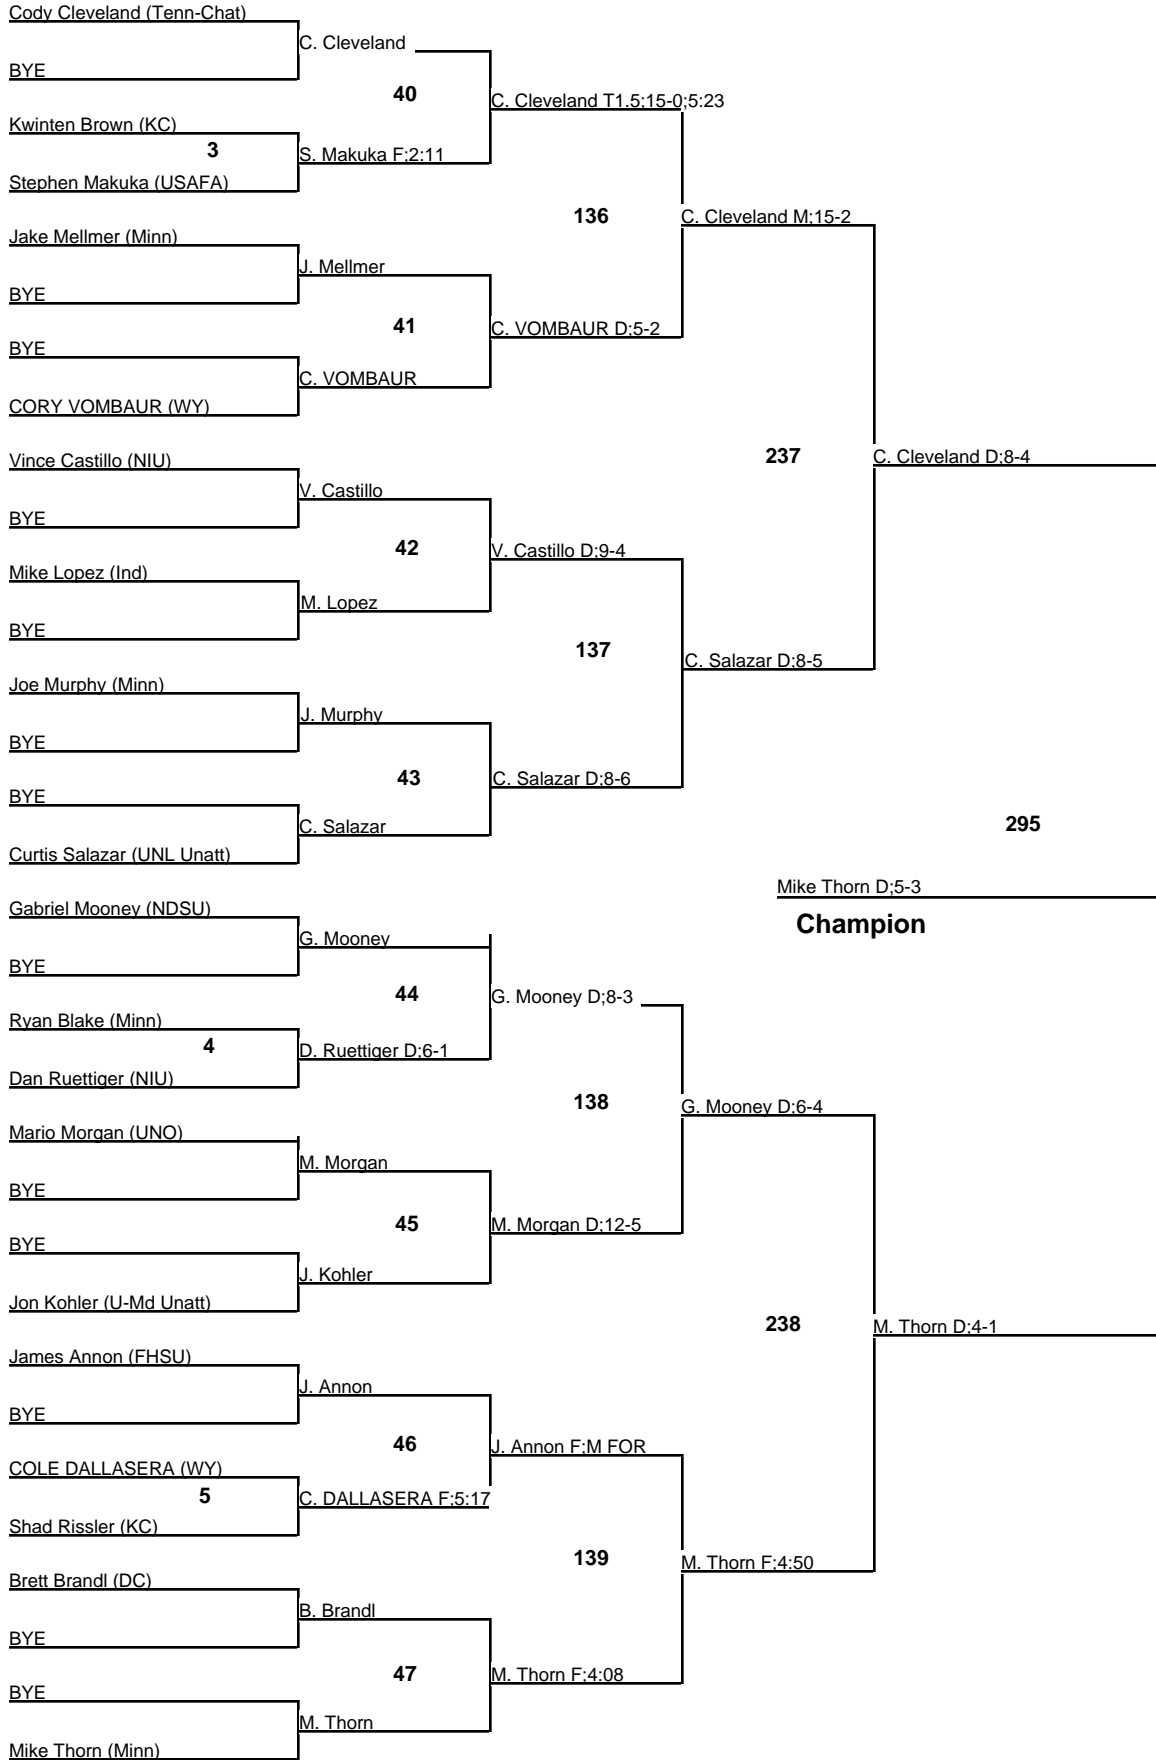 Cody Cleveland (Tenn-Chat)
C. Cleveland
BYE
40
C. Cleveland T1.5;15-0;5:23
Kwinten Brown (KC)
3
S. Makuka F;2:11
Stephen Makuka (USAFA)
136
C. Cleveland M;15-2
Jake Mellmer (Minn)
J. Mellmer
BYE
41
C. VOMBAUR D;5-2
BYE
C. VOMBAUR
CORY VOMBAUR (WY)
237
C. Cleveland D;8-4
Vince Castillo (NIU)
V. Castillo
BYE
42
V. Castillo D;9-4
Mike Lopez (Ind)
M. Lopez
BYE
137
C. Salazar D;8-5
Joe Murphy (Minn)
J. Murphy
BYE
43
C. Salazar D;8-6
BYE
C. Salazar
Curtis Salazar (UNL Unatt)
295
Mike Thorn D;5-3
Champion
Gabriel Mooney (NDSU)
G. Mooney
BYE
44
G. Mooney D;8-3
Ryan Blake (Minn)
4
D. Ruettiger D;6-1
Dan Ruettiger (NIU)
138
G. Mooney D;6-4
Mario Morgan (UNO)
M. Morgan
BYE
45
M. Morgan D;12-5
BYE
J. Kohler
Jon Kohler (U-Md Unatt)
238
M. Thorn D;4-1
James Annon (FHSU)
J. Annon
BYE
46
J. Annon F;M FOR
COLE DALLASERA (WY)
5
C. DALLASERA F;5:17
Shad Rissler (KC)
139
M. Thorn F;4:50
Brett Brandl (DC)
B. Brandl
BYE
47
M. Thorn F;4:08
BYE
M. Thorn
Mike Thorn (Minn)